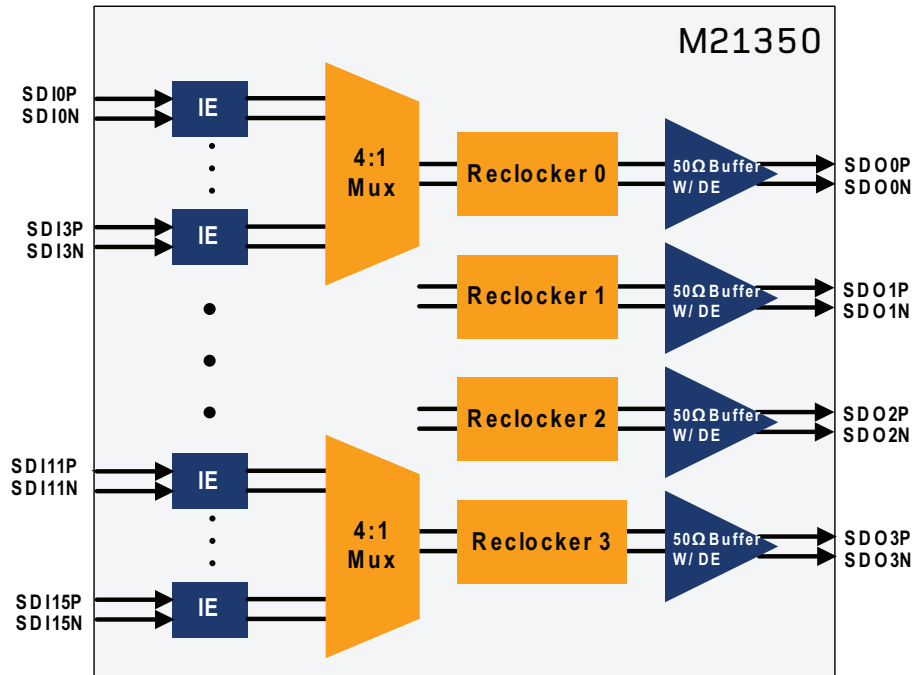 M21350
SDI0P
SDI0N
IE
SDI3P
SDI3N
IE
4:1
Mux
Reclocker 0
50Ω Buffer
W/ DE
SDO0P
SDO0N
Reclocker 1
50Ω Buffer
W/ DE
SDO1P
SDO1N
Reclocker 2
50Ω Buffer
W/ DE
SDO2P
SDO2N
SDI11P
SDI11N
IE
SDI15P
SDI15N
IE
4:1
Mux
Reclocker 3
50Ω Buffer
W/ DE
SDO3P
SDO3N